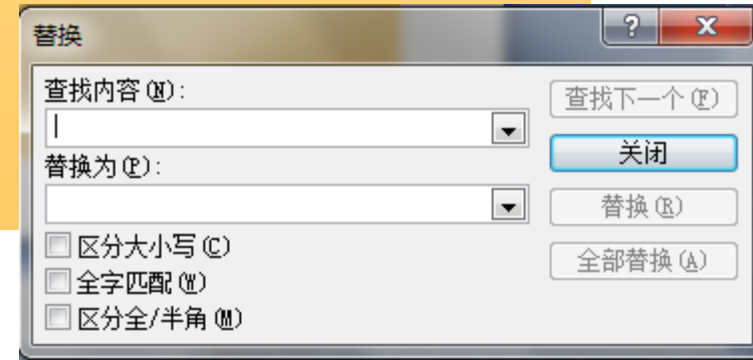 替换
查找内容(N):
查找下一个(F)
关闭
替换为(P):
替换(R)
区分大小写(C)
全部替换(A)
全字匹配(W)
区分全/半角(M)